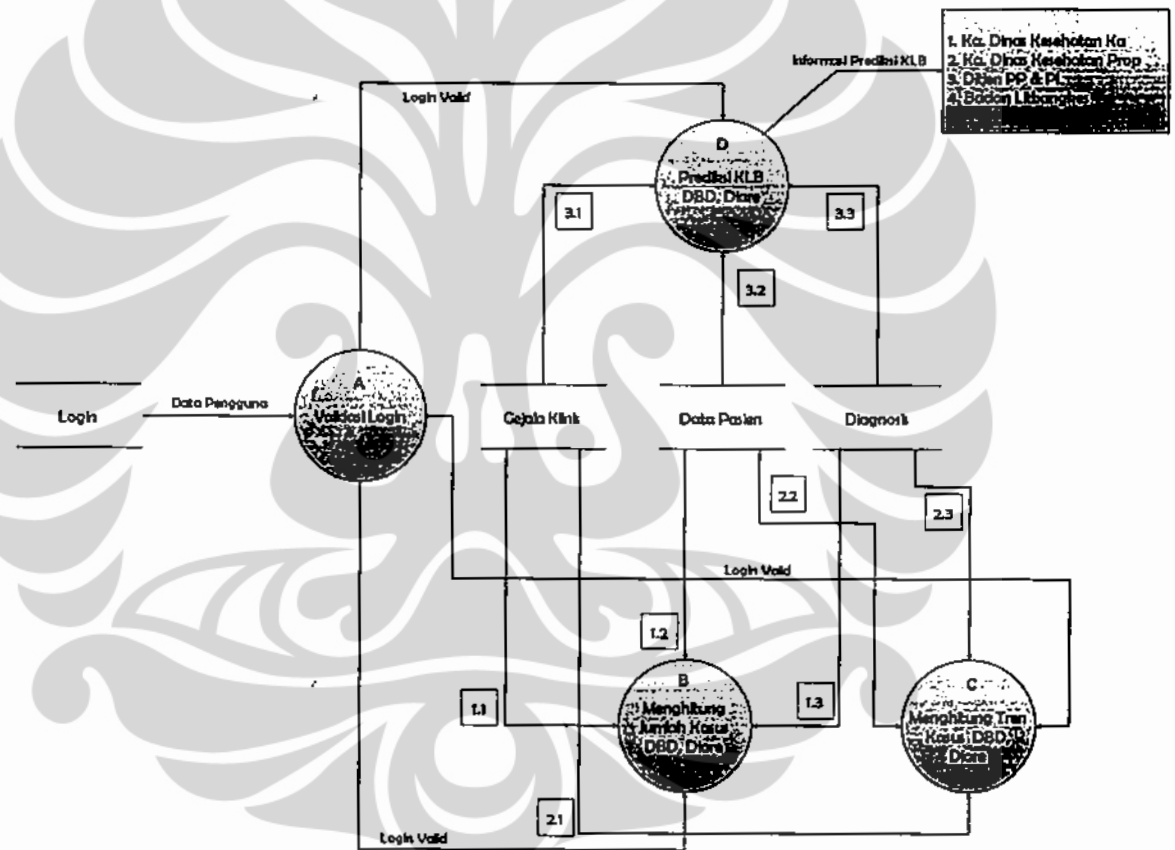 1. Ka. Dinas Kesehatan Ka
2. Ka. Dinas Kesehatan Prop
3. Ditjen PP & PL
4. Badan Litbangkes
Informasi Prediksi KLB
Login Valid
D
Prediksi KLB
DBD, Diare
3.1
3.3
3.2
A
Validasi Login
Login
Data Pengguna
Gejala Klinik
Data Pasien
Diagnosis
2.2
2.3
Login Valid
1.2
B
Menghitung
Jumlah Kasus
DBD, Diare
1.1
1.3
C
Menghitung Tren
Kasus DBD,
Diare
2.1
Login Valid